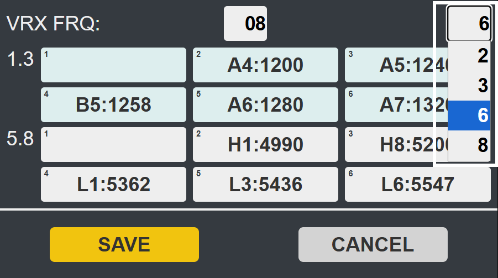 VRX FRQ: 08 6
2
3
6
8
1.3 1 2 A4:1200 3
4 B5:1258 5 A6:1280 6
5.8 1 2 H1:4990 3
4 L1:5362 5 L3:5436 6 L6:5547
SAVE CANCEL